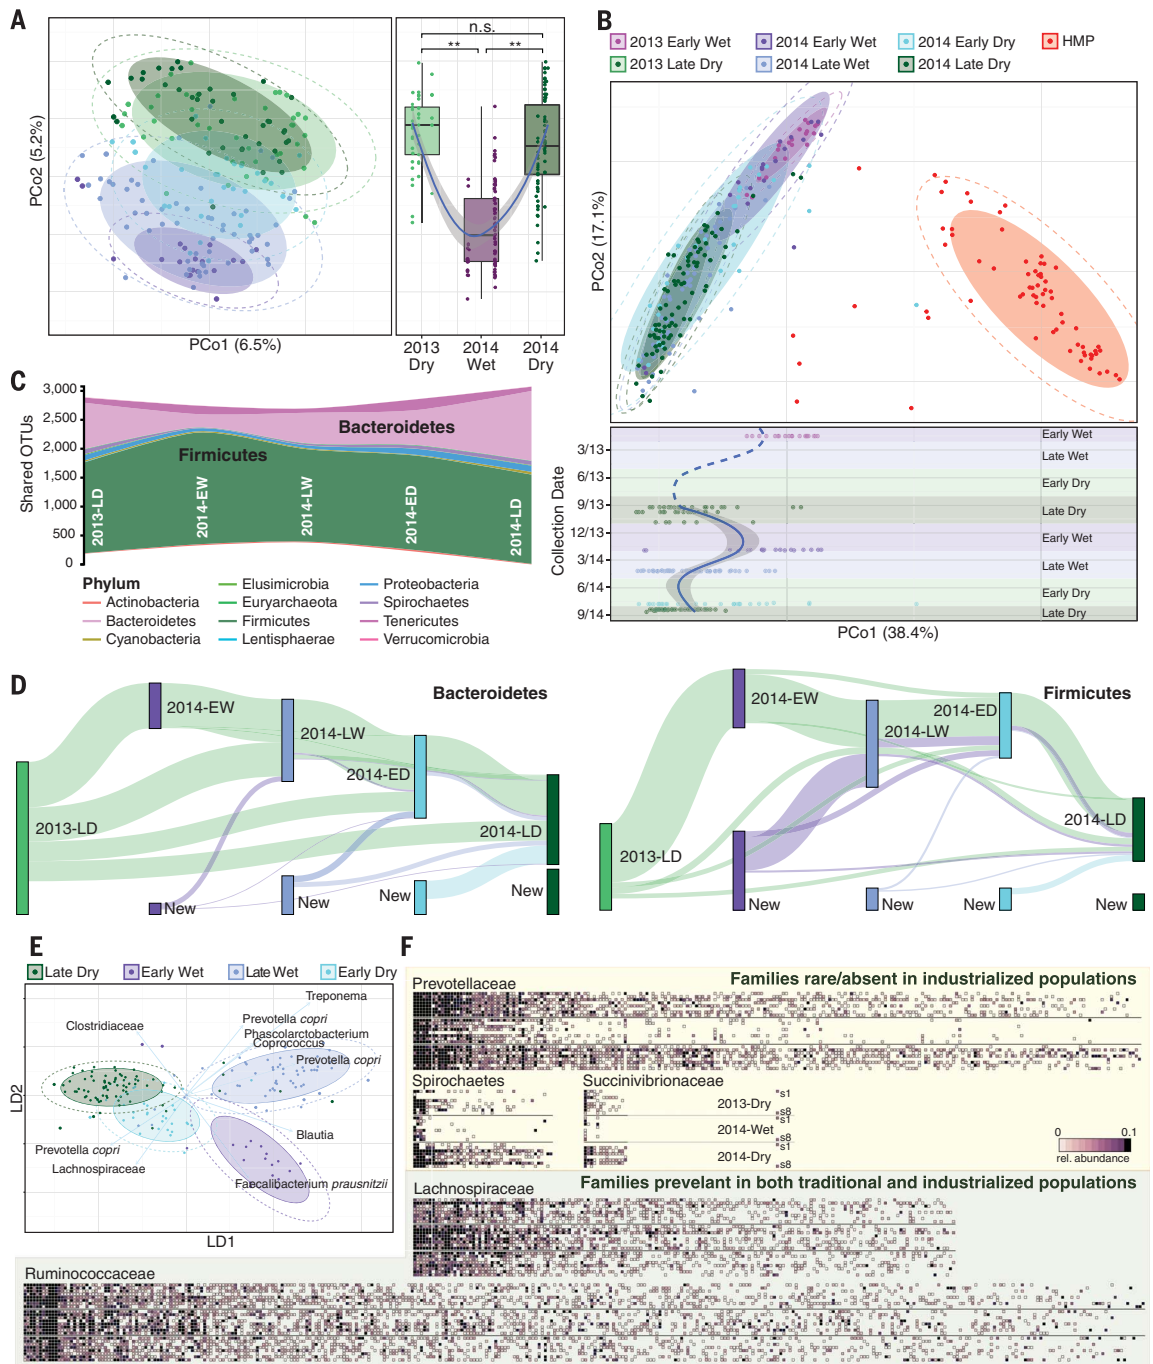 A
PCo2 (5.2%)
PCo1 (6.5%)
n.s.
** **
2013 Dry
2014 Wet
2014 Dry
B
2013 Early Wet
2014 Early Wet
2014 Early Dry
HMP
2013 Late Dry
2014 Late Wet
2014 Late Dry
PCo2 (17.1%)
Collection Date
3/13
6/13
9/13
12/13
3/14
6/14
9/14
Early Wet
Late Wet
Early Dry
Late Dry
Early Wet
Late Wet
Early Dry
Late Dry
PCo1 (38.4%)
C
Shared OTUs
3,000
2,500
2,000
1,500
1,000
500
0
Bacteroidetes
Firmicutes
2013-LD
2014-EW
2014-LW
2014-ED
2014-LD
Phylum
Actinobacteria
Bacteroidetes
Cyanobacteria
Elusimicrobia
Euryarchaeota
Firmicutes
Lentisphaerae
Proteobacteria
Spirochaetes
Tenericutes
Verrucomicrobia
D
Bacteroidetes
2014-EW
2014-LW
2014-ED
2013-LD
2014-LD
New
New
New
New
Firmicutes
2014-EW
2014-ED
2014-LW
2014-LD
2013-LD
New
New
New
New
E
Late Dry
Early Wet
Late Wet
Early Dry
Treponema
Clostridiaceae
Prevotella copri
Phascolarctobacterium
Coprococcus
Prevotella copri
LD2
Blautia
Prevotella copri
Lachnospiraceae
Faecalibacterium prausnitzii
LD1
F
Families rare/absent in industrialized populations
Prevotellaceae
Spirochaetes
Succinivibrionaceae
s1
2013-Dry
s8
s1
2014-Wet
s8
s1
2014-Dry
s8
0 0.1
rel. abundance
Families prevelant in both traditional and industrialized populations
Lachnospiraceae
Ruminococcaceae